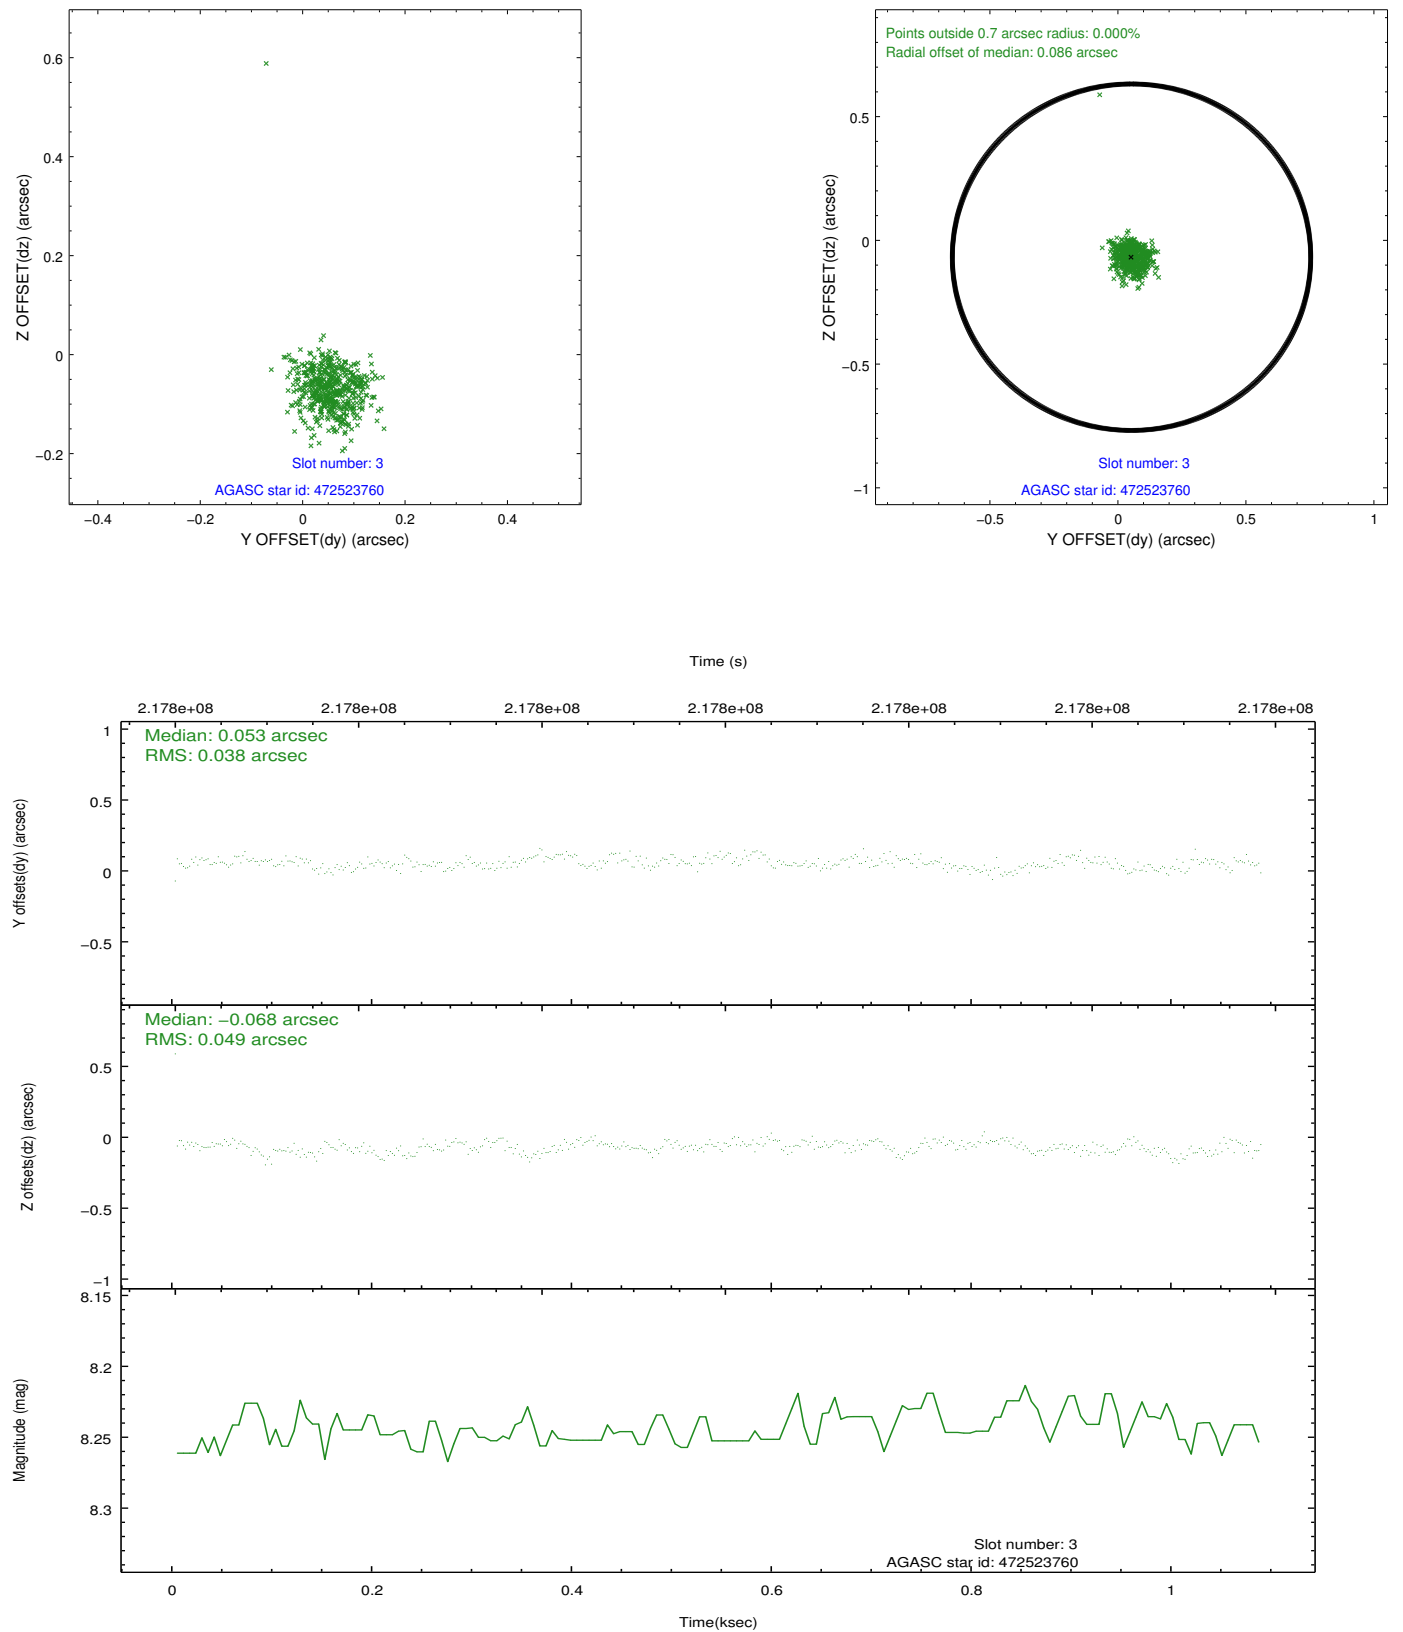 0.6
0.4
0.2
0
−0.2
Z OFFSET(dz) (arcsec)
Slot number: 3
AGASC star id: 472523760
−0.4 −0.2 0 0.2 0.4
Y OFFSET(dy) (arcsec)
Points outside 0.7 arcsec radius: 0.000%
Radial offset of median: 0.086 arcsec
0.5
0
−0.5
−1
Z OFFSET(dz) (arcsec)
Slot number: 3
AGASC star id: 472523760
−0.5 0 0.5 1
Y OFFSET(dy) (arcsec)
Time (s)
2.178e+08 2.178e+08 2.178e+08 2.178e+08 2.178e+08 2.178e+08 2.178e+08
Median: 0.053 arcsec
RMS: 0.038 arcsec
1
0.5
0
−0.5
Y offsets(dy) (arcsec)
Median: −0.068 arcsec
RMS: 0.049 arcsec
0.5
0
−0.5
−1
Z offsets(dz) (arcsec)
8.15
8.2
8.25
8.3
Magnitude (mag)
Slot number: 3
AGASC star id: 472523760
0 0.2 0.4 0.6 0.8 1
Time(ksec)